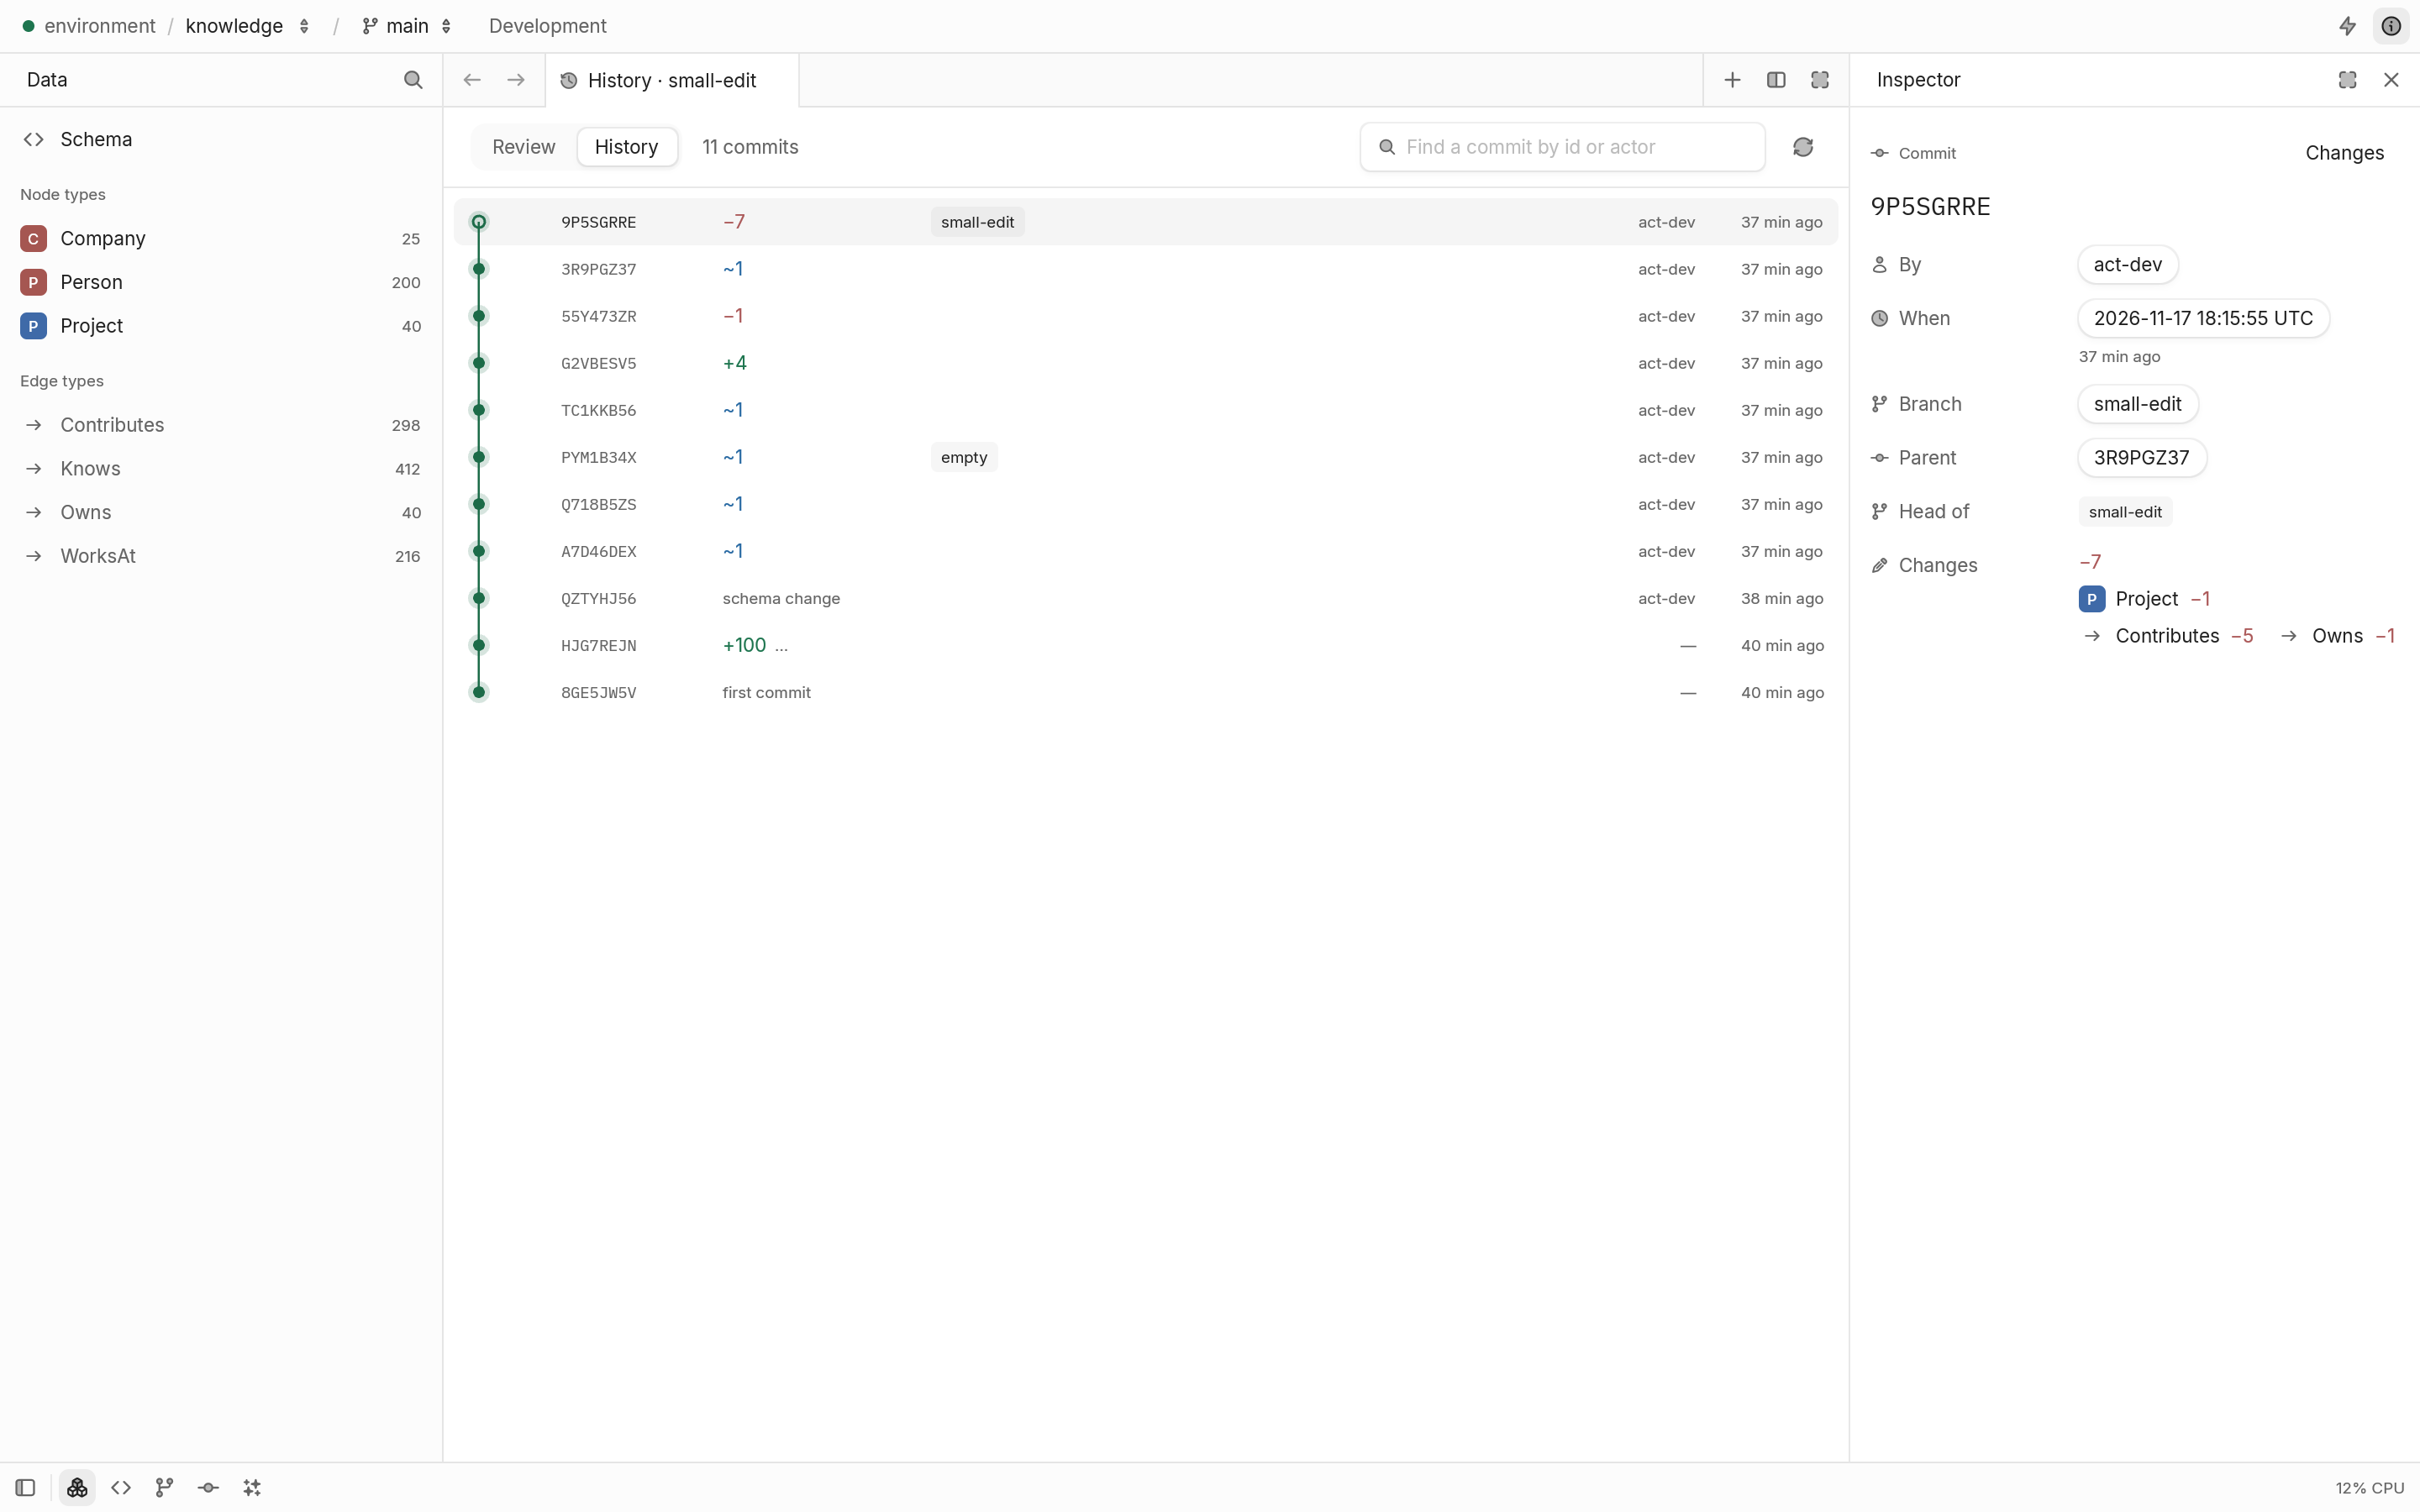 environment / knowledge / main Development
Data
History · small-edit
Inspector
Schema
Node types
C Company 25
P Person 200
P Project 40
Edge types
Contributes 298
Knows 412
Owns 40
WorksAt 216
Review History 11 commits Find a commit by id or actor
9P5SGRRE −7 small-edit act-dev 37 min ago
3R9PGZ37 ~1 act-dev 37 min ago
55Y473ZR −1 act-dev 37 min ago
G2VBESV5 +4 act-dev 37 min ago
TC1KKB56 ~1 act-dev 37 min ago
PYM1B34X ~1 empty act-dev 37 min ago
Q718B5ZS ~1 act-dev 37 min ago
A7D46DEX ~1 act-dev 37 min ago
QZTYHJ56 schema change act-dev 38 min ago
HJG7REJN +100 ... — 40 min ago
8GE5JW5V first commit — 40 min ago
Commit Changes
9P5SGRRE
By act-dev
When 2026-11-17 18:15:55 UTC
37 min ago
Branch small-edit
Parent 3R9PGZ37
Head of small-edit
Changes −7
P Project −1
Contributes −5 Owns −1
12% CPU